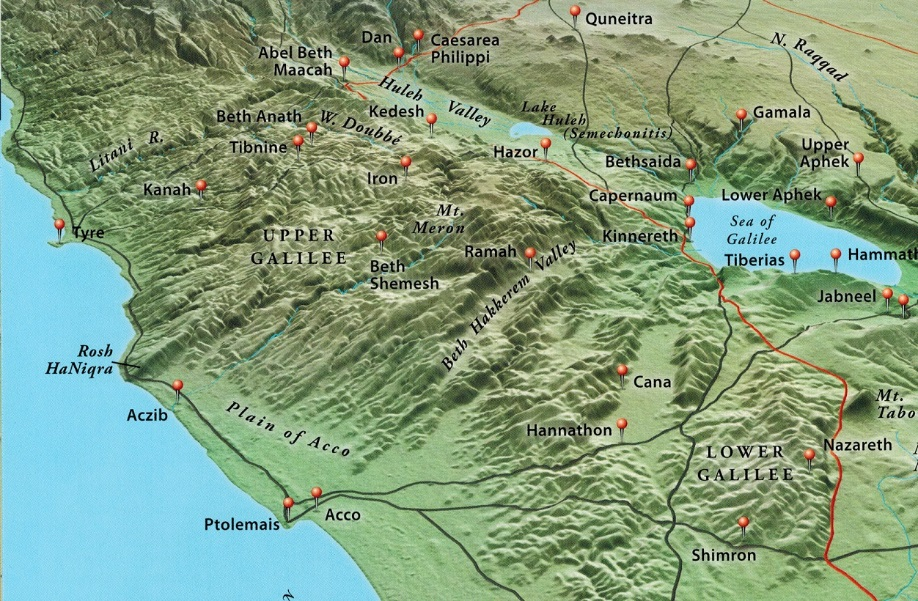 Quneitra
Dan
Caesarea
Philippi
N. Raqqad
Abel Beth
Maacah
Huleh Valley
Kedesh
Lake
Huleh
(Semechonitis)
Gamala
Beth Anath
W. Doubbé
Tibnine
Litani R.
Hazor
Bethsaida
Upper
Aphek
Iron
Kanah
Capernaum
Lower Aphek
Mt.
Meron
Sea of
Galilee
Tyre
UPPER
GALILEE
Ramah
Kinnereth
Tiberias
Hammath
Beth
Shemesh
Beth Hakkerem Valley
Jabneel
Rosh
HaNiqra
Cana
Mt.
Tabo
Aczib
Plain of Acco
Hannathon
LOWER
GALILEE
Nazareth
Acco
Ptolemais
Shimron